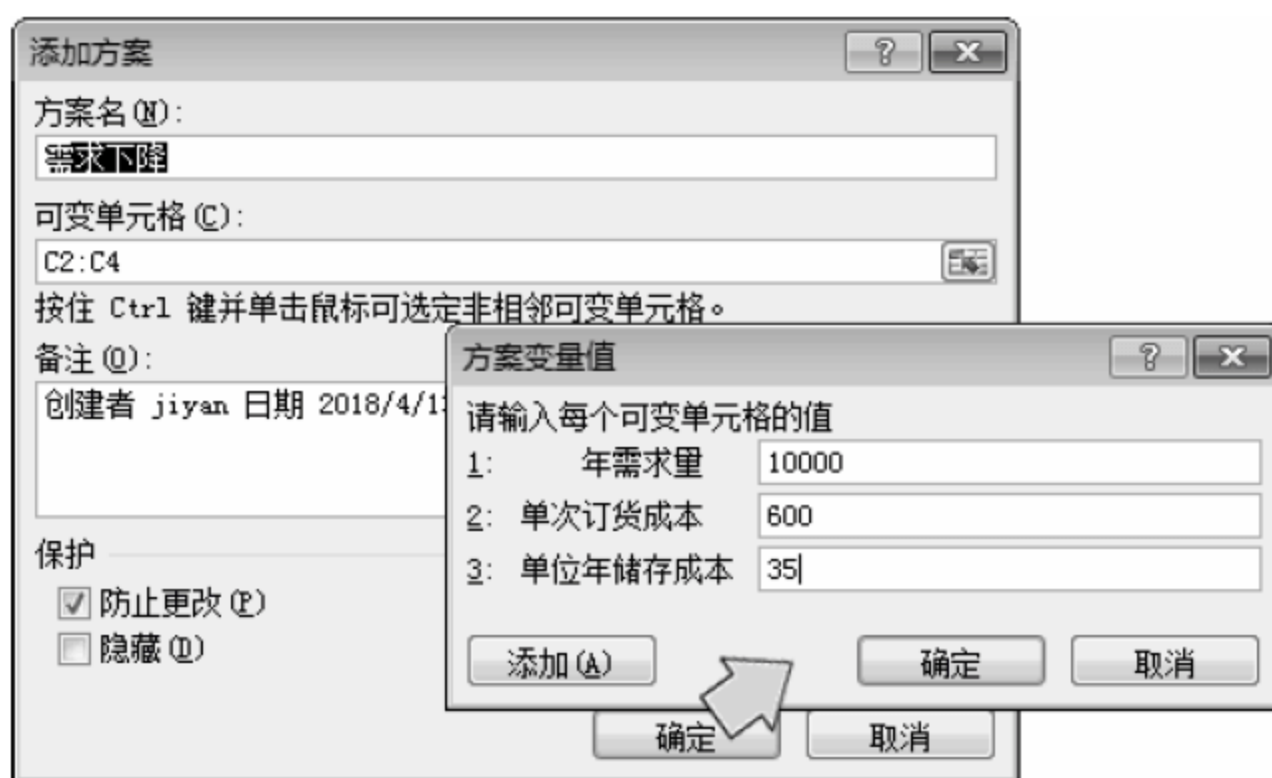 添加方案
方案名(N):
需求下降
可变单元格(C):
C2:C4
按住 Ctrl 键并单击鼠标可选定非相邻可变单元格。
备注(O):
创建者 jiyan 日期 2018/4/1
保护
防止更改(P)
隐藏(D)
确定 取消
方案变量值
请输入每个可变单元格的值
1: 年需求量 10000
2: 单次订货成本 600
3: 单位年储存成本 35
添加(A) 确定 取消